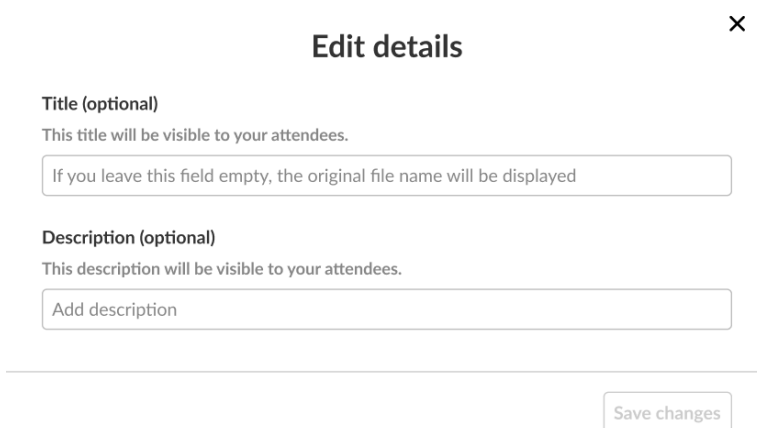 Edit details
Title (optional)
This title will be visible to your attendees.
If you leave this field empty, the original file name will be displayed
Description (optional)
This description will be visible to your attendees.
Add description
Save changes